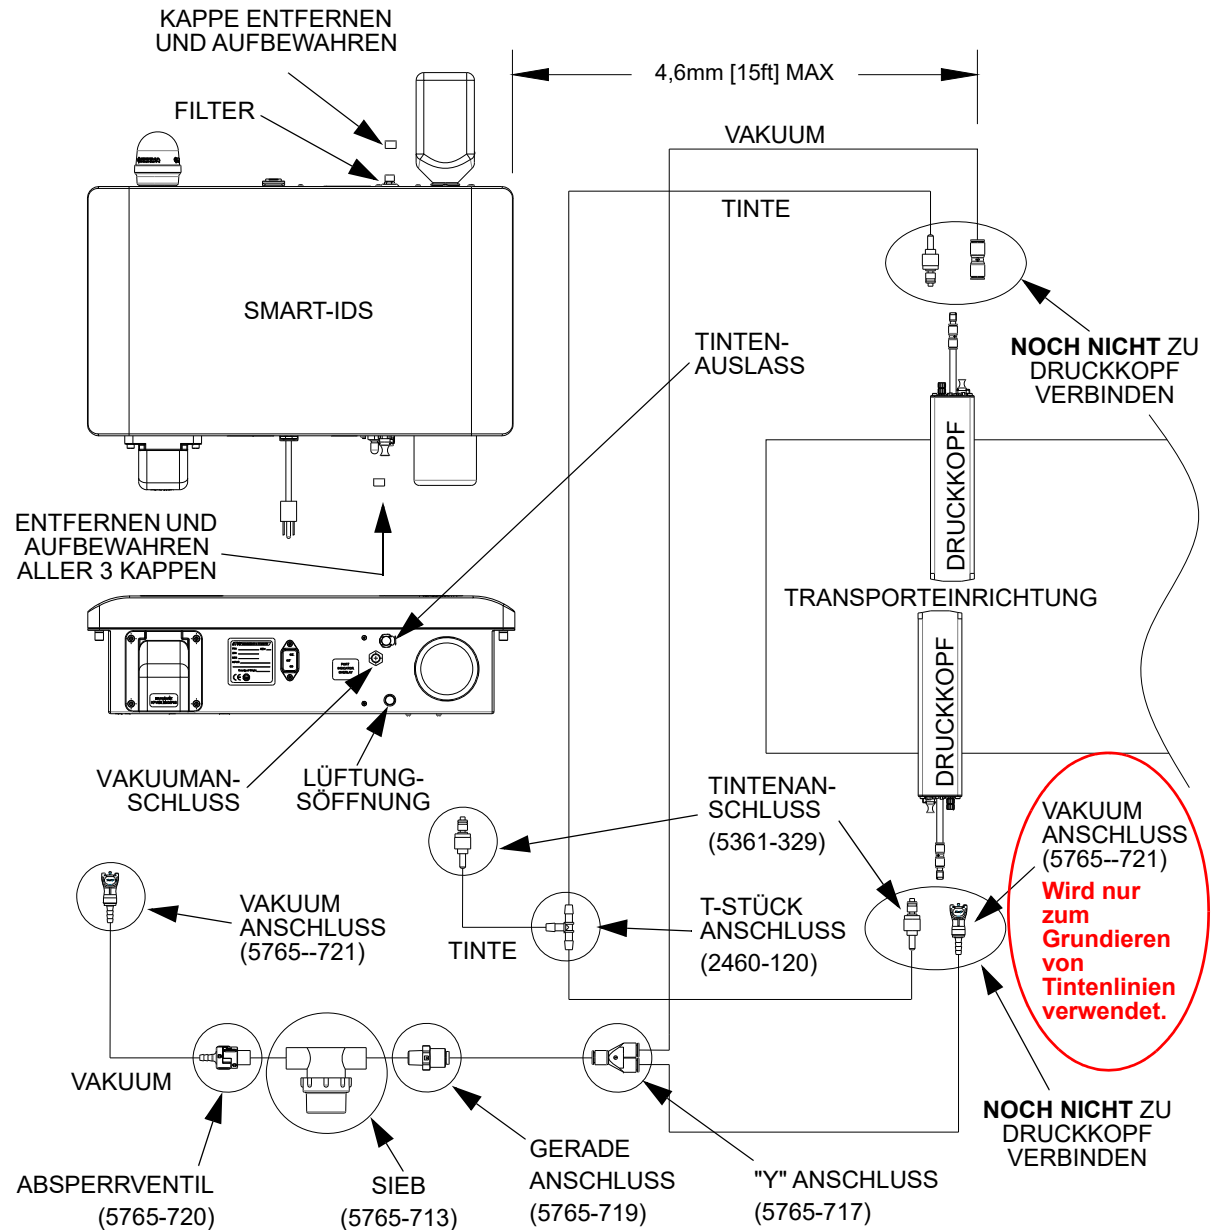 KAPPE ENTFERNEN
UND AUFBEWAHREN
4,6mm [15ft] MAX
FILTER
VAKUUM
TINTE
SMART-IDS
TINTEN-
AUSLASS
NOCH NICHT ZU
DRUCKKOPF
VERBINDEN
DRUCKKOPF
ENTFERNEN UND
AUFBEWAHREN
ALLER 3 KAPPEN
TRANSPORTEINRICHTUNG
DRUCKKOPF
VAKUUMAN-
SCHLUSS
LÜFTUNG-
SÖFFNUNG
TINTENAN-
SCHLUSS
(5361-329)
VAKUUM
ANSCHLUSS
(5765--721)
Wird nur
zum
Grundieren
von
Tintenlinien
verwendet.
VAKUUM
ANSCHLUSS
(5765--721)
TINTE
T-STÜCK
ANSCHLUSS
(2460-120)
VAKUUM
NOCH NICHT ZU
DRUCKKOPF
VERBINDEN
ABSPERRVENTIL
(5765-720)
SIEB
(5765-713)
GERADE
ANSCHLUSS
(5765-719)
"Y" ANSCHLUSS
(5765-717)